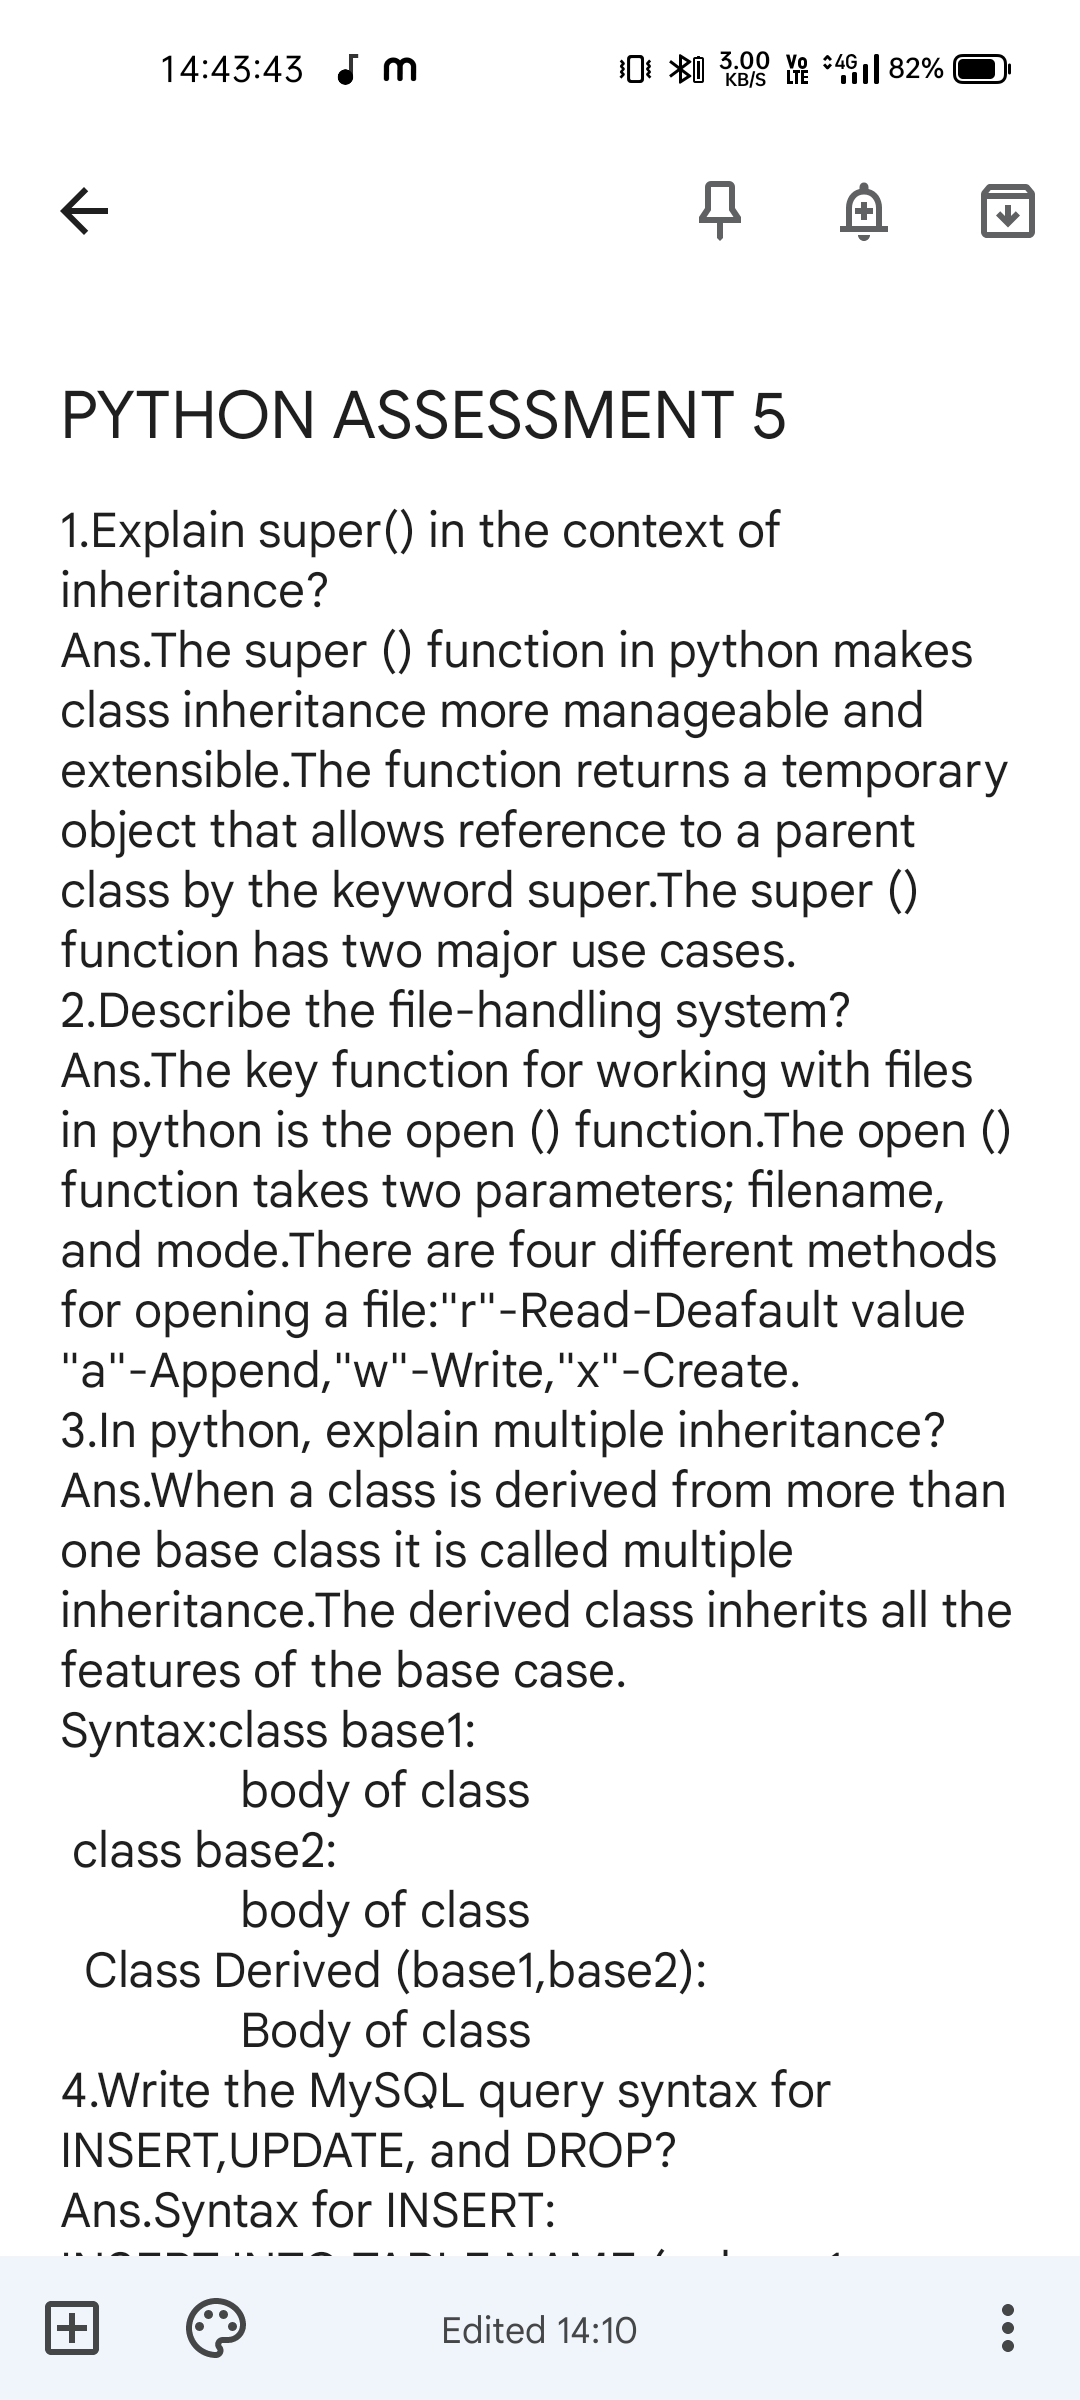 14:43:43 m 3.00 KB/S Vo LTE 4G 82%
PYTHON ASSESSMENT 5
1.Explain super() in the context of
inheritance?
Ans.The super () function in python makes
class inheritance more manageable and
extensible.The function returns a temporary
object that allows reference to a parent
class by the keyword super.The super ()
function has two major use cases.
2.Describe the file-handling system?
Ans.The key function for working with files
in python is the open () function.The open ()
function takes two parameters; filename,
and mode.There are four different methods
for opening a file:"r"-Read-Deafault value
"a"-Append,"w"-Write,"x"-Create.
3.In python, explain multiple inheritance?
Ans.When a class is derived from more than
one base class it is called multiple
inheritance.The derived class inherits all the
features of the base case.
Syntax:class base1:
body of class
class base2:
body of class
Class Derived (base1,base2):
Body of class
4.Write the MySQL query syntax for
INSERT,UPDATE, and DROP?
Ans.Syntax for INSERT:
Edited 14:10